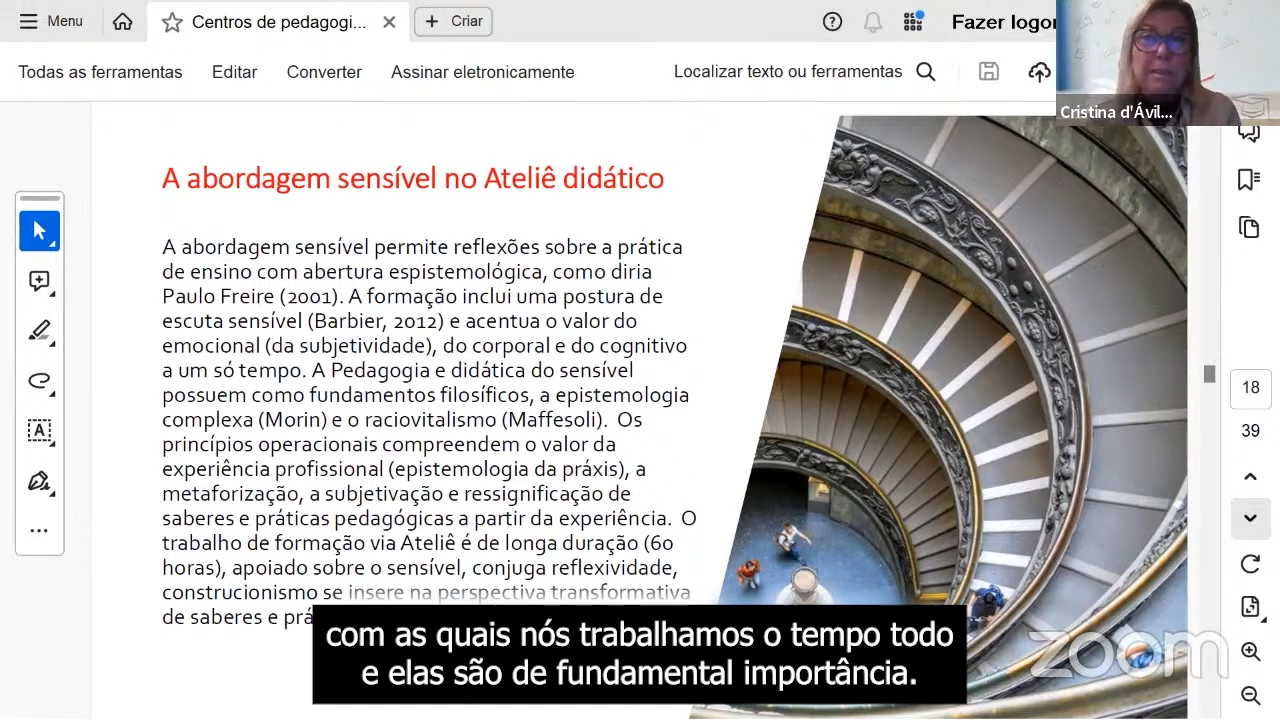 Menu
Centros de pedagogi...
Criar
Fazer logon
Todas as ferramentas
Editar
Converter
Assinar eletronicamente
Localizar texto ou ferramentas
Cristina d'Ávil...
A abordagem sensível no Ateliê didático
A abordagem sensível permite reflexões sobre a prática
de ensino com abertura espistemológica, como diria
Paulo Freire (2001). A formação inclui uma postura de
escuta sensível (Barbier, 2012) e acentua o valor do
emocional (da subjetividade), do corporal e do cognitivo
a um só tempo. A Pedagogia e didática do sensível
possuem como fundamentos filosóficos, a epistemologia
complexa (Morin) e o raciovitalismo (Maffesoli). Os
princípios operacionais compreendem o valor da
experiência profissional (epistemologia da práxis), a
metaforização, a subjetivação e ressignificação de
saberes e práticas pedagógicas a partir da experiência. O
trabalho de formação via Ateliê é de longa duração (60
horas), apoiado sobre o sensível, conjuga reflexividade,
construcionismo se insere na perspectiva transformativa
de saberes e prá
18
39
com as quais nós trabalhamos o tempo todo
e elas são de fundamental importância.
zoom